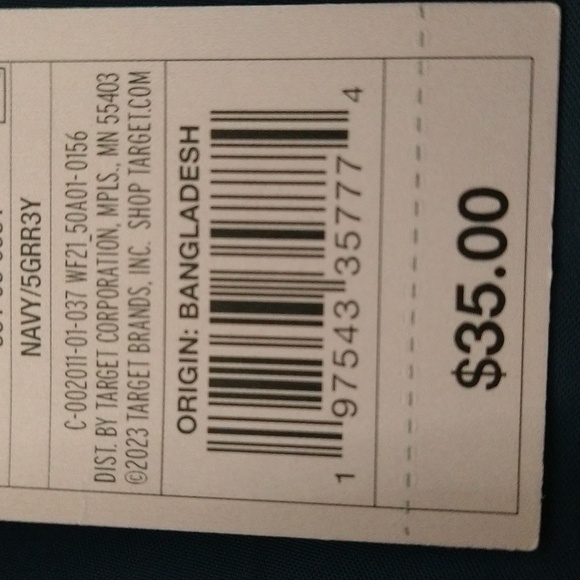 NAVY/5GRR3Y
C-002011-01-037 WF21_50A01-0156
DIST. BY TARGET CORPORATION, MPLS., MN 55403
©2023 TARGET BRANDS, INC. SHOP TARGET.COM
ORIGIN: BANGLADESH
1 97543 35777 4
$35.00